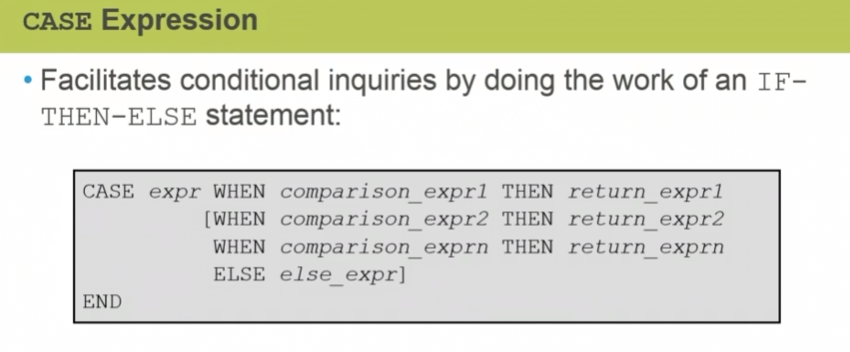 CASE Expression
• Facilitates conditional inquiries by doing the work of an IF-
THEN-ELSE statement:
CASE expr WHEN comparison_expr1 THEN return_expr1
[WHEN comparison_expr2 THEN return_expr2
WHEN comparison_exprn THEN return_exprn
ELSE else_expr]
END